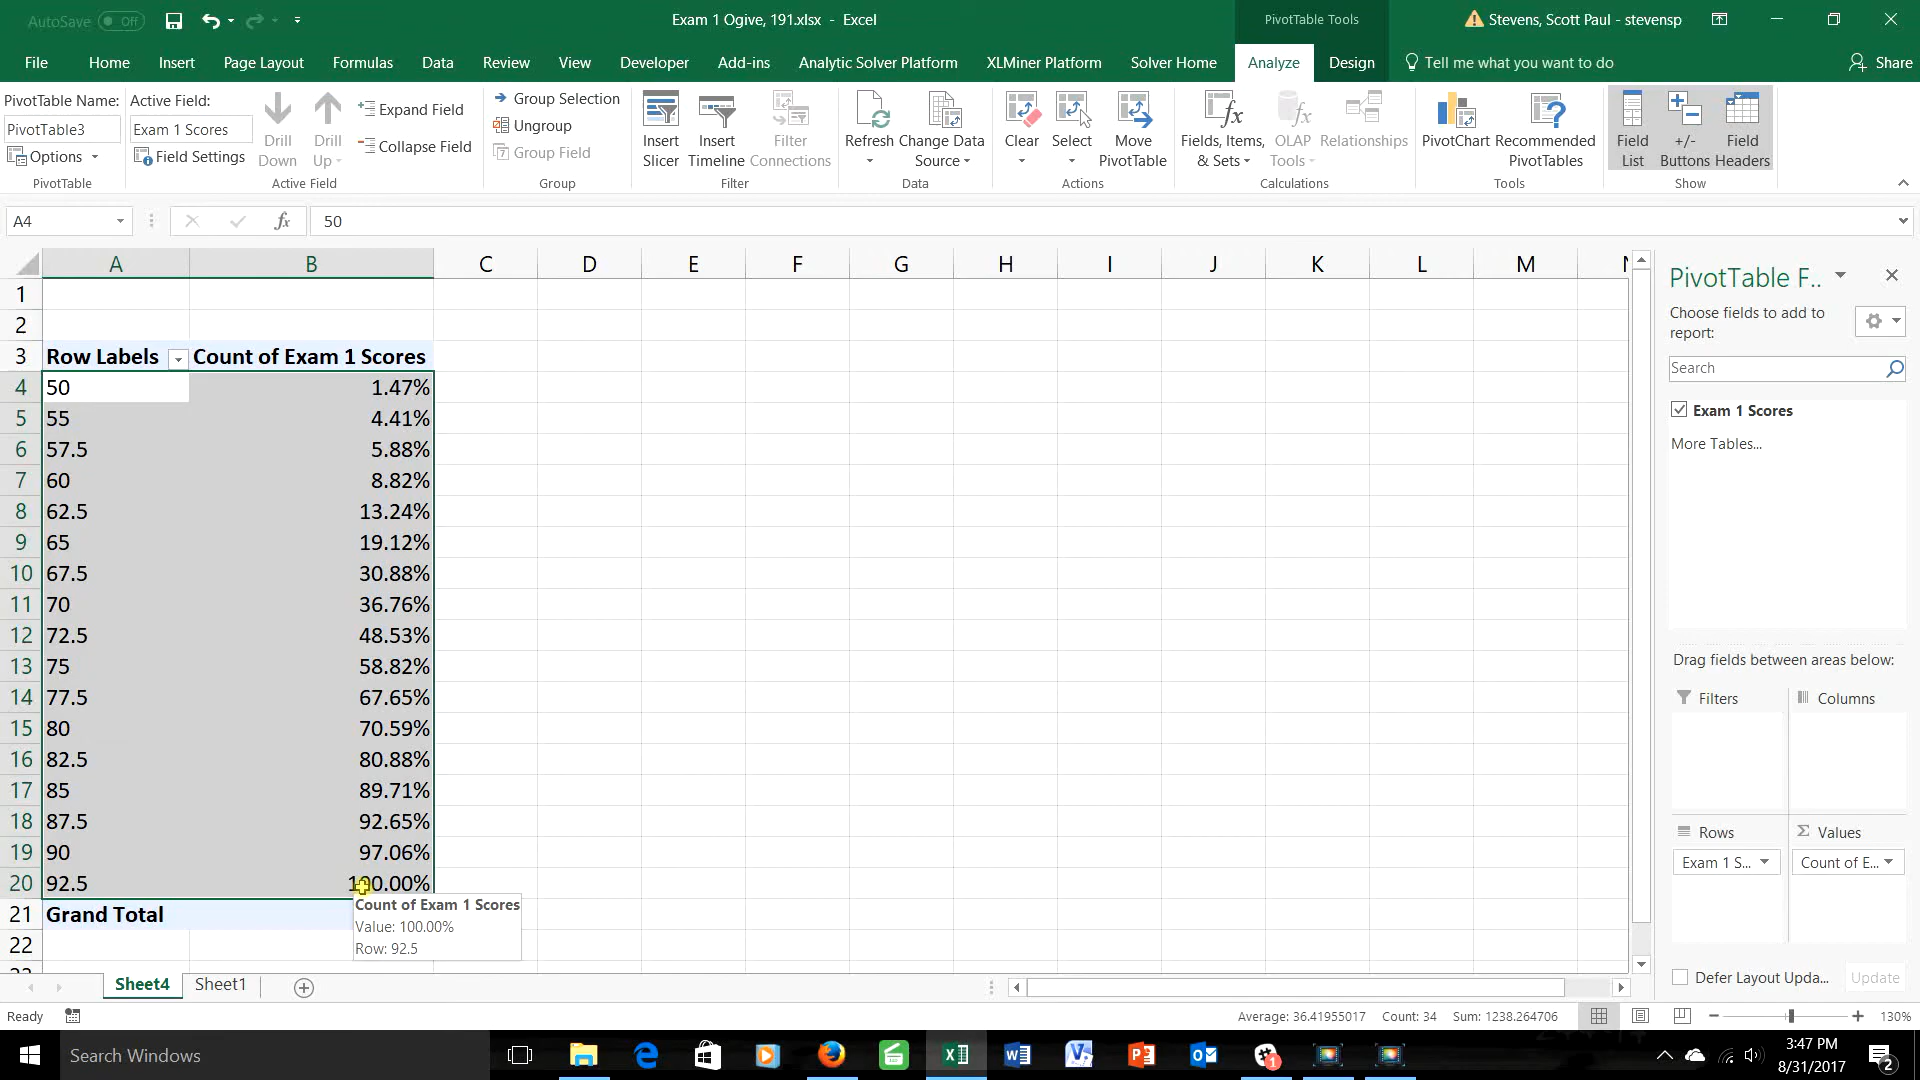 AutoSave Off Exam 1 Ogive, 191.xlsx - Excel PivotTable Tools Stevens, Scott Paul - stevensp
File Home Insert Page Layout Formulas Data Review View Developer Add-ins Analytic Solver Platform XLMiner Platform Solver Home Analyze Design Tell me what you want to do Share
PivotTable Name:
PivotTable3
Options
PivotTable
Active Field:
Exam 1 Scores
Field Settings
Drill Down
Drill Up
Expand Field
Collapse Field
Active Field
Group Selection
Ungroup
Group Field
Group
Insert Slicer
Insert Timeline
Filter Connections
Filter
Refresh
Change Data Source
Data
Clear
Select
Move PivotTable
Actions
Fields, Items, & Sets
OLAP Tools
Relationships
Calculations
PivotChart
Recommended PivotTables
Tools
Field List
+/- Buttons
Field Headers
Show
A4 fx 50
A B C D E F G H I J K L M
1
2
3 Row Labels Count of Exam 1 Scores
4 50 1.47%
5 55 4.41%
6 57.5 5.88%
7 60 8.82%
8 62.5 13.24%
9 65 19.12%
10 67.5 30.88%
11 70 36.76%
12 72.5 48.53%
13 75 58.82%
14 77.5 67.65%
15 80 70.59%
16 82.5 80.88%
17 85 89.71%
18 87.5 92.65%
19 90 97.06%
20 92.5 100.00%
21 Grand Total
22
Count of Exam 1 Scores
Value: 100.00%
Row: 92.5
PivotTable F..
Choose fields to add to
report:
Search
Exam 1 Scores
More Tables...
Drag fields between areas below:
Filters Columns
Rows Σ Values
Exam 1 S... Count of E...
Defer Layout Upda... Update
Sheet4 Sheet1
Ready Average: 36.41955017 Count: 34 Sum: 1238.264706 130%
Search Windows
3:47 PM
8/31/2017
1
2